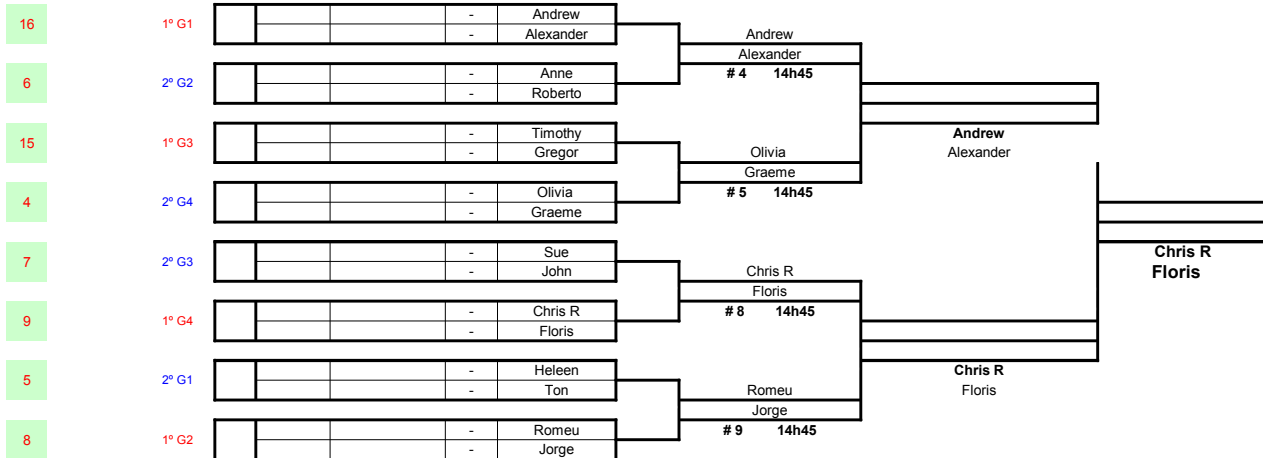 16 1º G1 - Andrew
- Alexander
Andrew
Alexander
# 4 14h45
6 2º G2 - Anne
- Roberto
Andrew
Alexander
15 1º G3 - Timothy
- Gregor
Olivia
Graeme
# 5 14h45
4 2º G4 - Olivia
- Graeme
Chris R
Floris
7 2º G3 - Sue
- John
Chris R
Floris
# 8 14h45
9 1º G4 - Chris R
- Floris
Chris R
Floris
5 2º G1 - Heleen
- Ton
Romeu
Jorge
# 9 14h45
8 1º G2 - Romeu
- Jorge